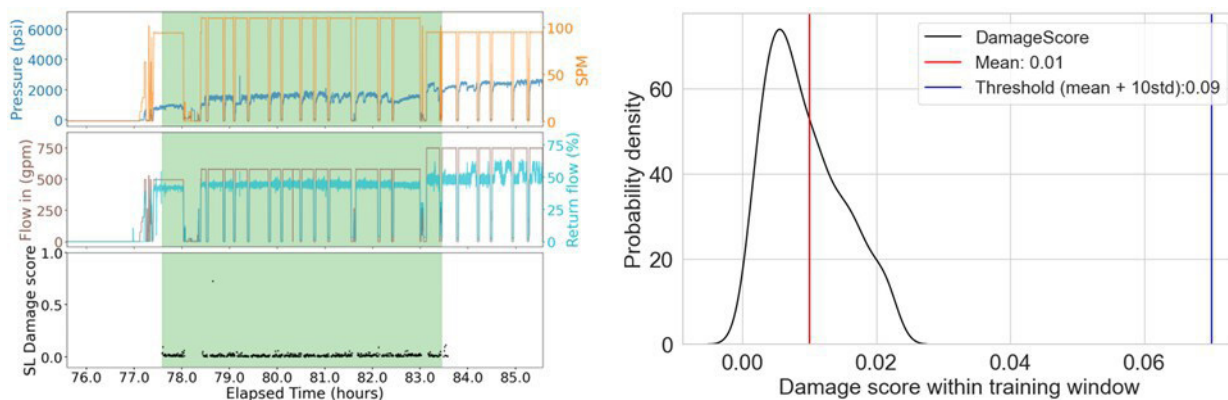 6000
4000
2000
0
Pressure (psi)
100
50
0
SPM
750
500
250
0
Flow in (gpm)
75
50
25
0
Return flow (%)
1.0
0.5
0.0
SL Damage score
76.0 77.0 78.0 79.0 80.0 81.0 82.0 83.0 84.0 85.0
Elapsed Time (hours)
DamageScore
Mean: 0.01
Threshold (mean + 10std):0.09
60
40
20
0
Probability density
0.00 0.02 0.04 0.06
Damage score within training window